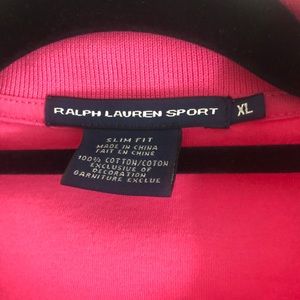 RALPH LAUREN SPORT XL
SLIM FIT
MADE IN CHINA
FAIT EN CHINE
100% COTTON/COTON
EXCLUSIVE OF
DECORATION
GARNITURE EXCLUE